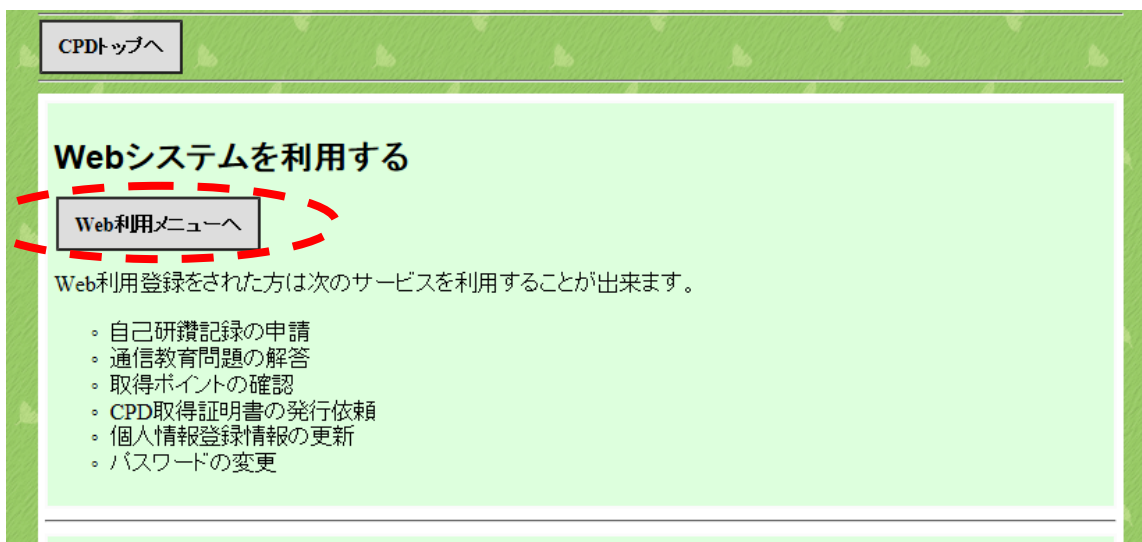 CPDトップへ
Webシステムを利用する
Web利用メニューへ
Web利用登録をされた方は次のサービスを利用することが出来ます。
自己研鑽記録の申請
通信教育問題の解答
取得ポイントの確認
CPD取得証明書の発行依頼
個人情報登録情報の更新
パスワードの変更